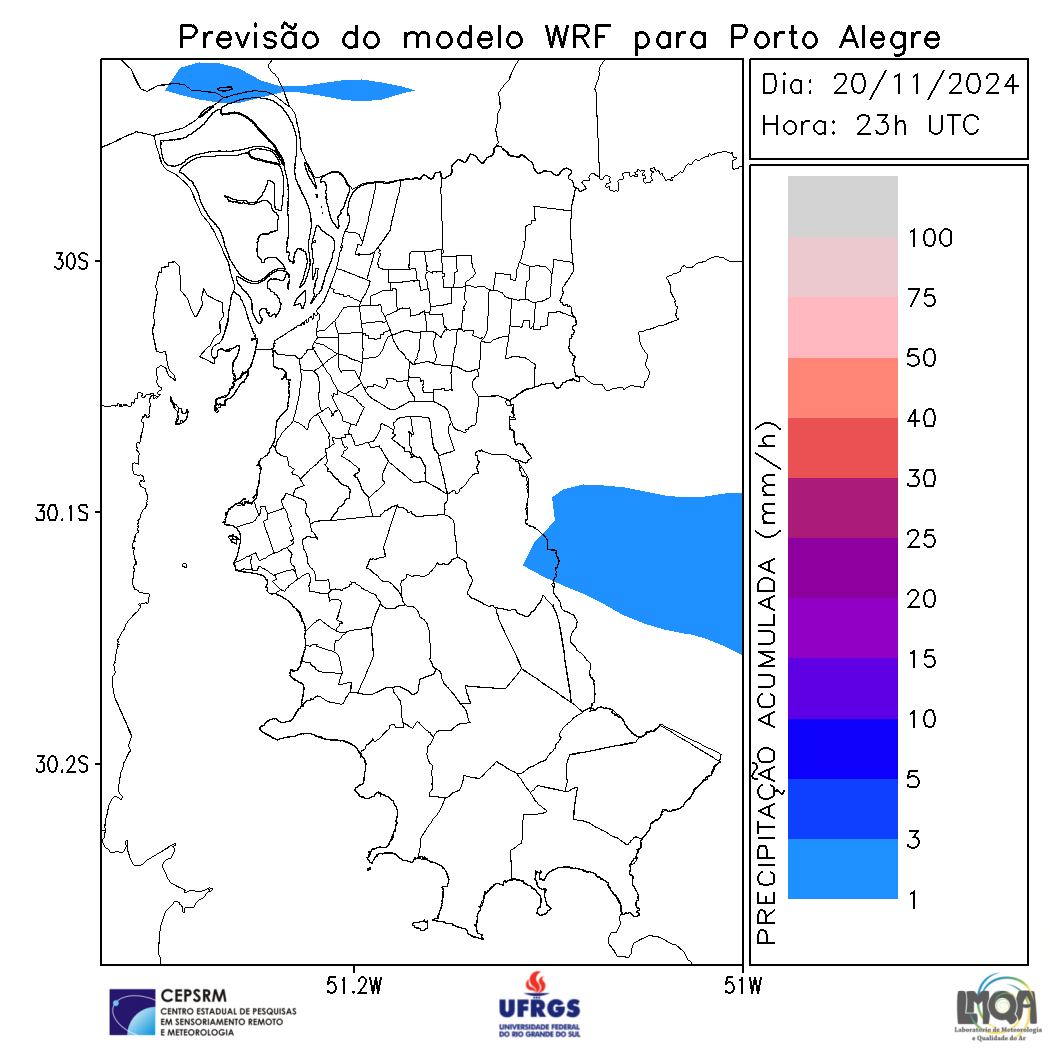 Previsão do modelo WRF para Porto Alegre
Dia: 20/11/2024
Hora: 23h UTC
30S
30.1S
30.2S
51.2W
51W
PRECIPITAÇÃO ACUMULADA (mm/h)
100
75
50
40
30
25
20
15
10
5
3
1
CEPSRM
CENTRO ESTADUAL DE PESQUISAS
EM SENSORIAMENTO REMOTO
E METEOROLOGIA
UFRGS
UNIVERSIDADE FEDERAL
DO RIO GRANDE DO SUL
LMQA
Laboratório de Meteorologia
e Qualidade do Ar